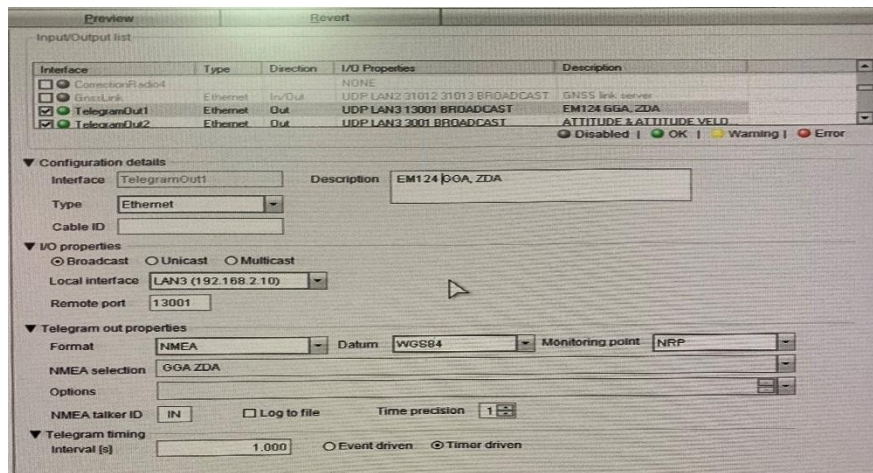 Preview Revert
Input/Output list
Interface Type Direction I/O Properties Description
CorrectionRadio4 NONE
GnssLink Ethernet In/Out UDP LAN2 31012 31013 BROADCAST GNSS link server
TelegramOut1 Ethernet Out UDP LAN3 13001 BROADCAST EM124 GGA, ZDA
TelegramOut2 Ethernet Out UDP LAN3 3001 BROADCAST ATTITUDE & ATTITUDE VELO...
Disabled | OK | Warning | Error
Configuration details
Interface TelegramOut1 Description EM124 GGA, ZDA
Type Ethernet
Cable ID
I/O properties
Broadcast Unicast Multicast
Local interface LAN3 (192.168.2.10)
Remote port 13001
Telegram out properties
Format NMEA Datum WGS84 Monitoring point NRP
NMEA selection GGA ZDA
Options
NMEA talker ID IN Log to file Time precision 1
Telegram timing
Interval [s] 1.000 Event driven Timer driven